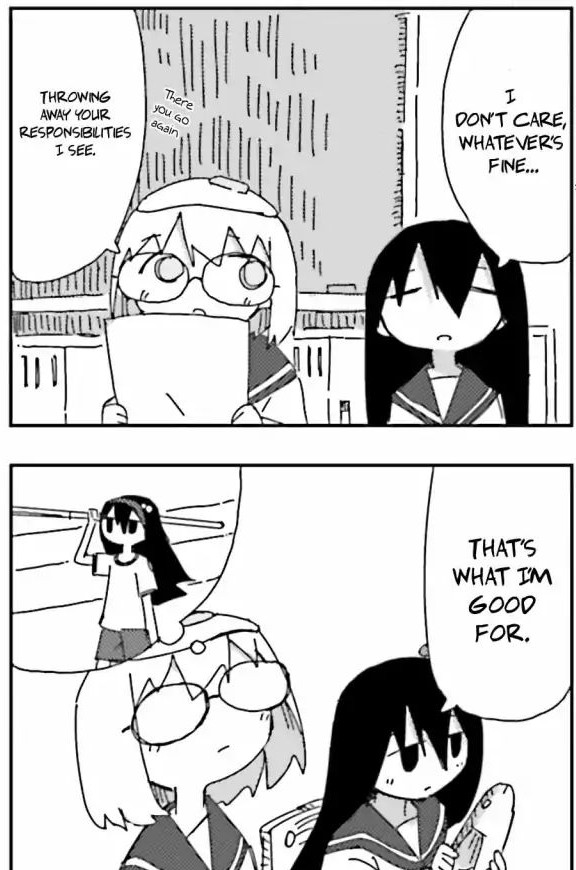 I
DON'T CARE,
WHATEVER'S
FINE...
THROWING
AWAY YOUR
RESPONSIBILITIES
I SEE.
There
you go
again
THAT'S
WHAT I'M
GOOD
FOR.